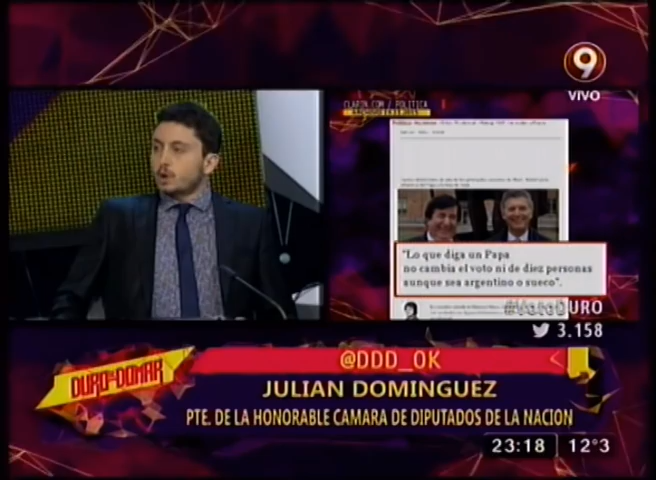 9
VIVO
CLARIN.COM / POLITICA
"Lo que diga un Papa
no cambia el voto ni de diez personas
aunque sea argentino o sueco".
DURO
3.158
DURO DE DOMAR
@DDD_OK
JULIAN DOMINGUEZ
PTE. DE LA HONORABLE CAMARA DE DIPUTADOS DE LA NACION
23:18 12°3